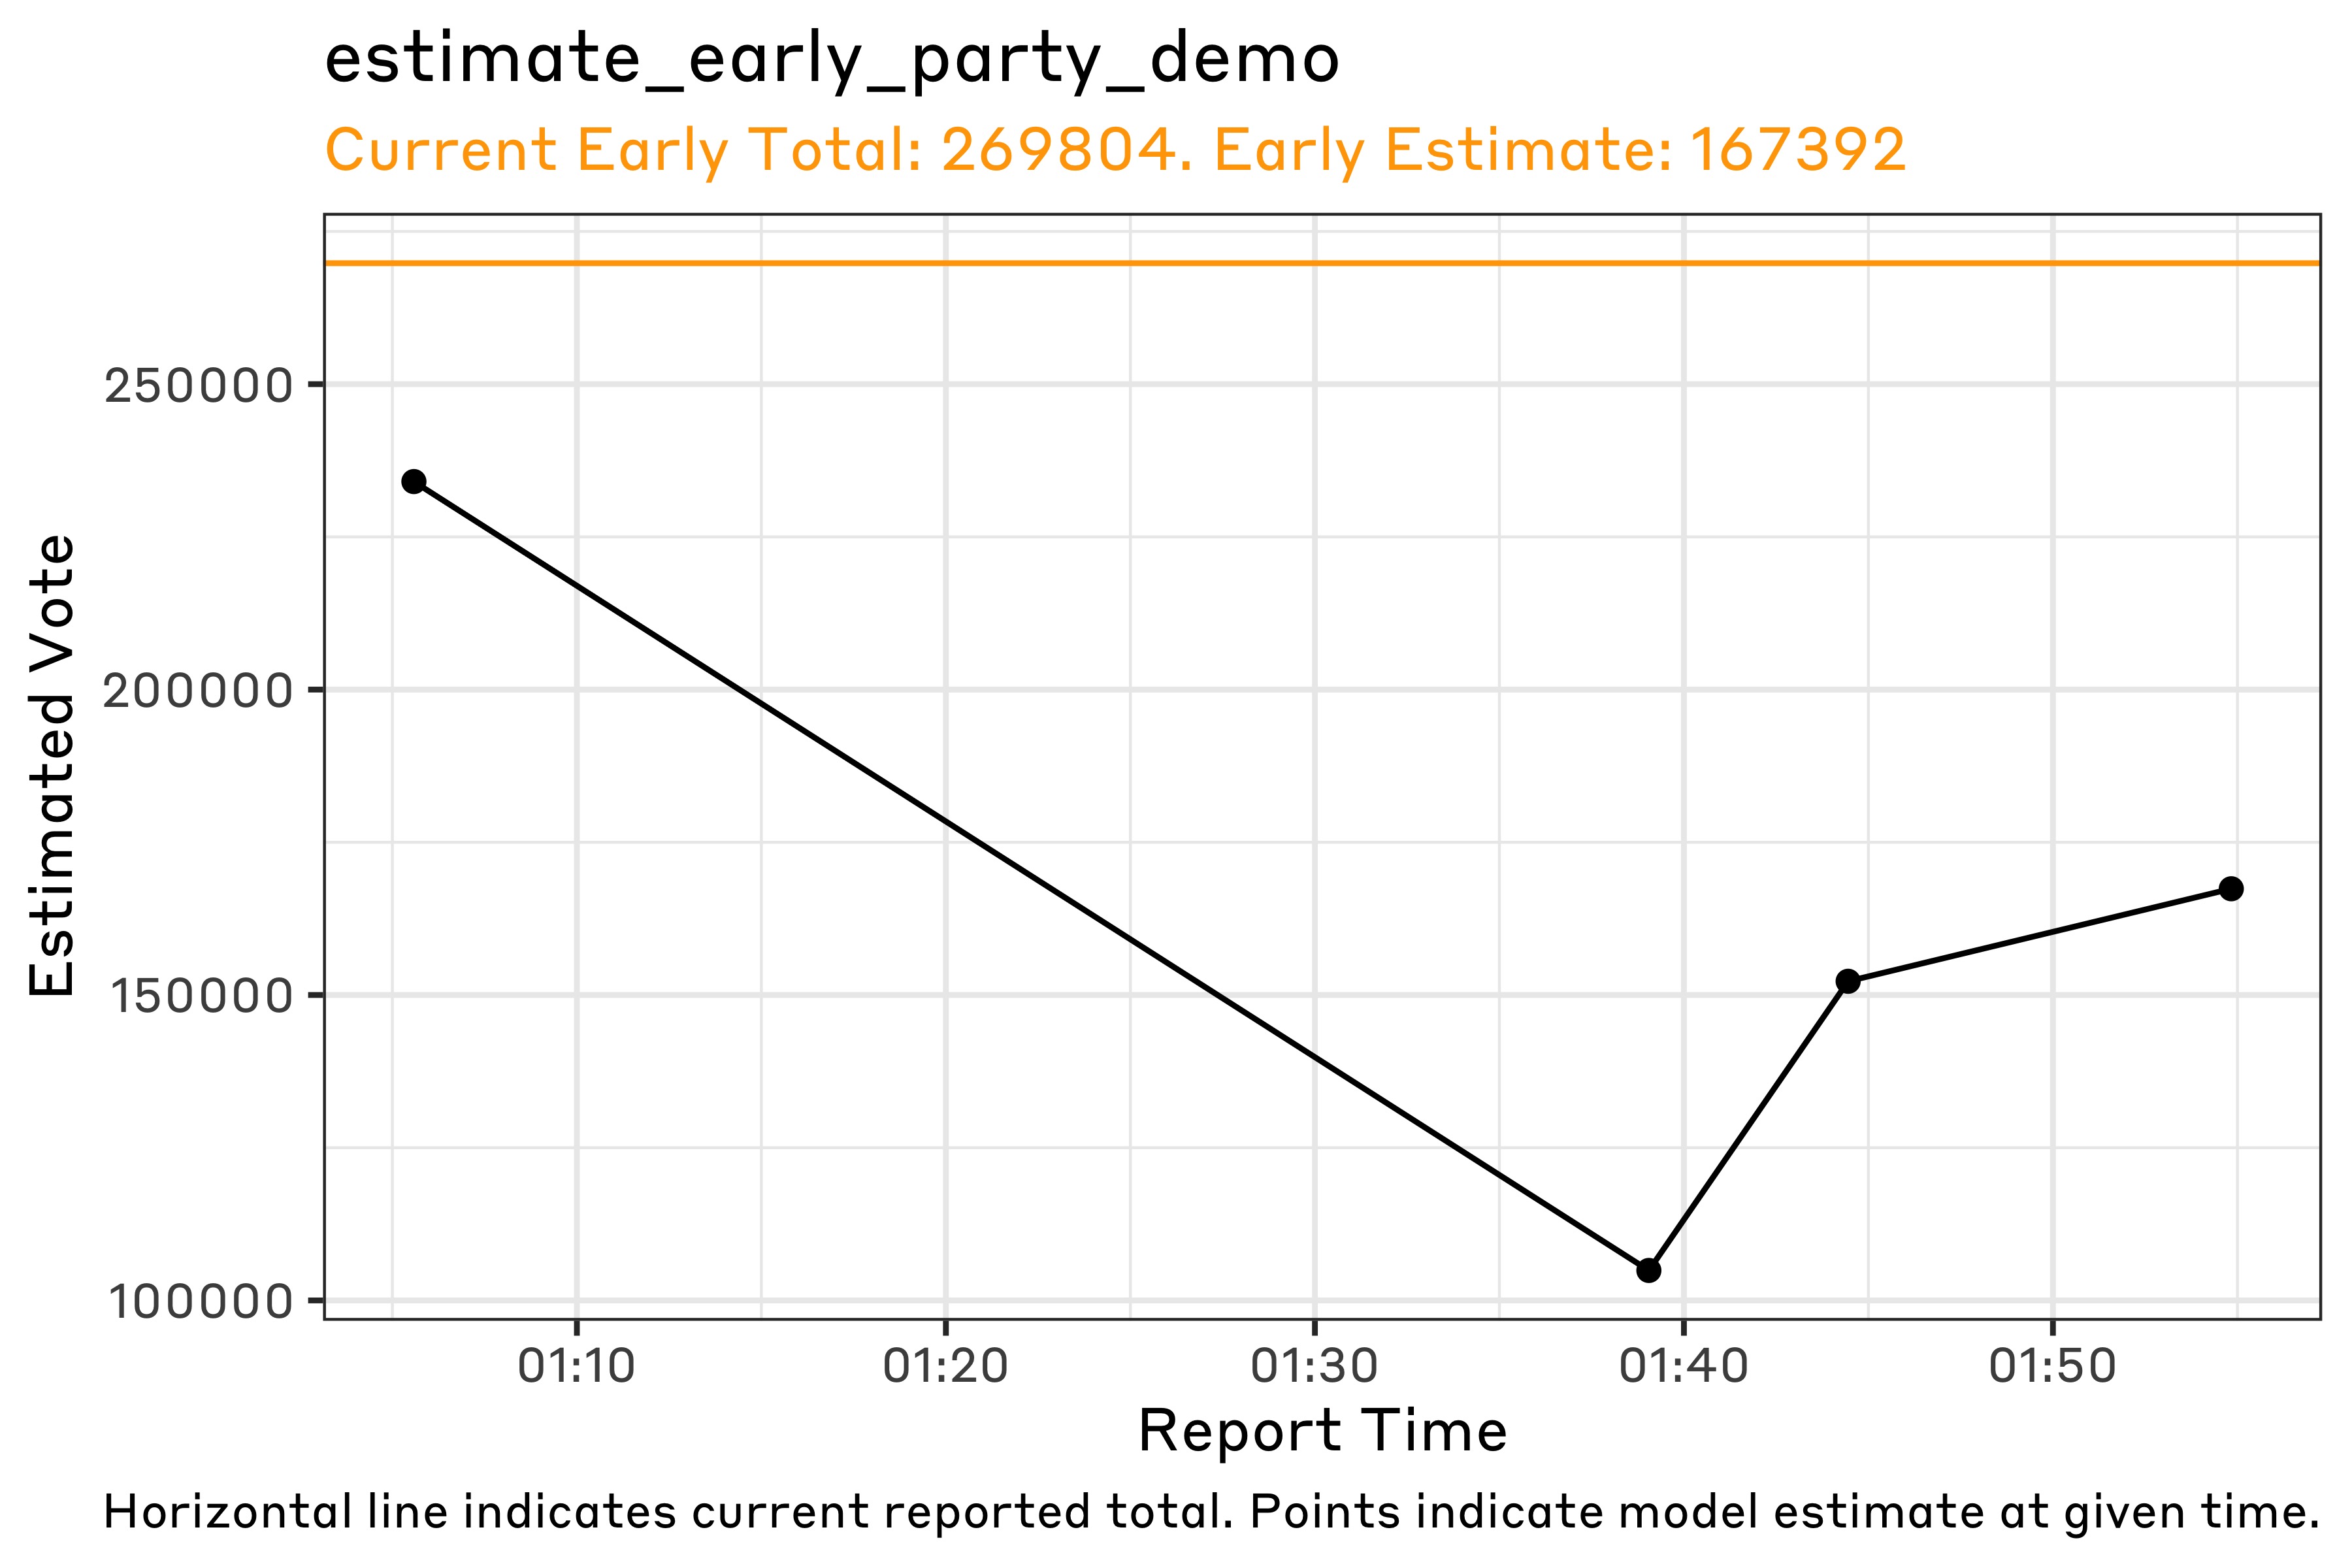 estimate_early_party_demo
Current Early Total: 269804. Early Estimate: 167392
Estimated Vote
250000
200000
150000
100000
01:10 01:20 01:30 01:40 01:50
Report Time
Horizontal line indicates current reported total. Points indicate model estimate at given time.